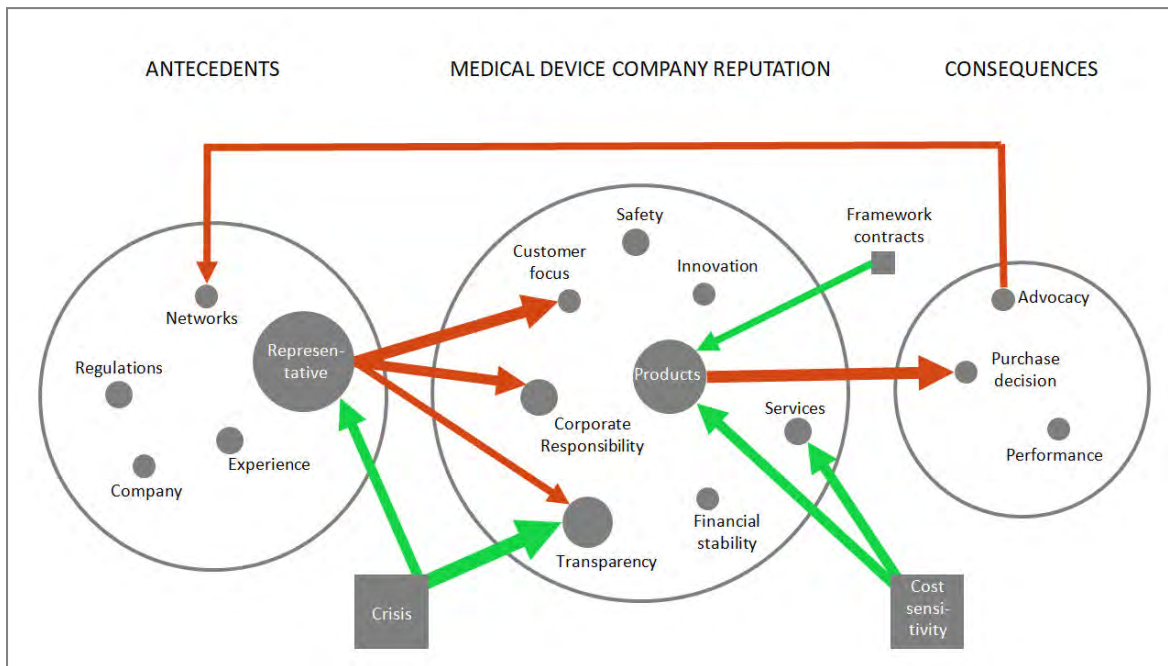 ANTECEDENTS
MEDICAL DEVICE COMPANY REPUTATION
CONSEQUENCES
Safety
Framework
contracts
Customer
focus
Innovation
Networks
Advocacy
Represen-
tative
Regulations
Products
Purchase
decision
Services
Corporate
Responsibility
Experience
Performance
Company
Financial
stability
Transparency
Crisis
Cost
sensi-
tivity